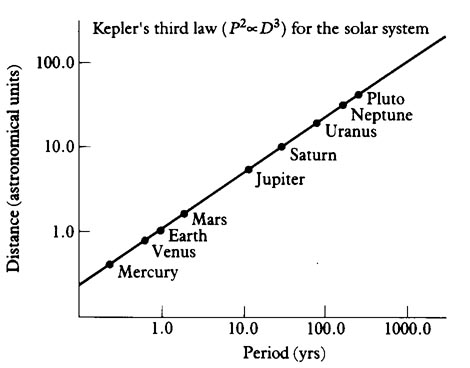 Kepler's third law (P²∝D³) for the solar system
Distance (astronomical units)
100.0
10.0
1.0
Pluto
Neptune
Uranus
Saturn
Jupiter
Mars
Earth
Venus
Mercury
1.0 10.0 100.0 1000.0
Period (yrs)